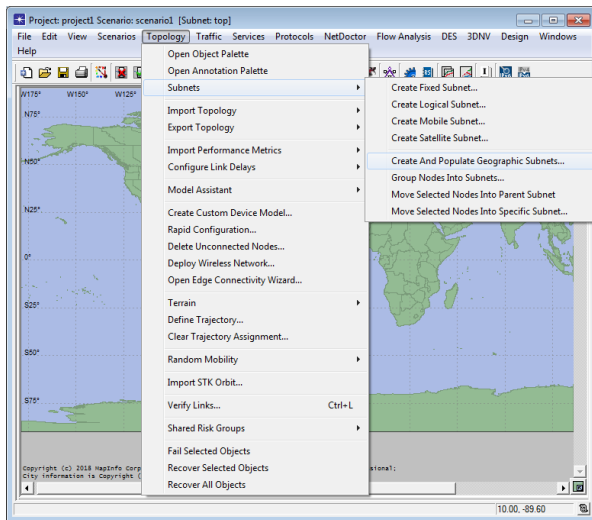 Project: project1 Scenario: scenario1 [Subnet: top]
File Edit View Scenarios Topology Traffic Services Protocols NetDoctor Flow Analysis DES 3DNV Design Windows
Help
Open Object Palette
Open Annotation Palette
Subnets
Import Topology
Export Topology
Import Performance Metrics
Configure Link Delays
Model Assistant
Create Custom Device Model...
Rapid Configuration...
Delete Unconnected Nodes...
Deploy Wireless Network...
Open Edge Connectivity Wizard...
Terrain
Define Trajectory...
Clear Trajectory Assignment...
Random Mobility
Import STK Orbit...
Verify Links... Ctrl+L
Shared Risk Groups
Fail Selected Objects
Recover Selected Objects
Recover All Objects
Create Fixed Subnet...
Create Logical Subnet...
Create Mobile Subnet...
Create Satellite Subnet...
Create And Populate Geographic Subnets...
Group Nodes Into Subnets...
Move Selected Nodes Into Parent Subnet
Move Selected Nodes Into Specific Subnet...
W175° W150° W125°
N75°
N50°
N25°
0°
S25°
S50°
S75°
Copyright (c) 2018 MapInfo Corp
City information is Copyright (
10.00, -89.60